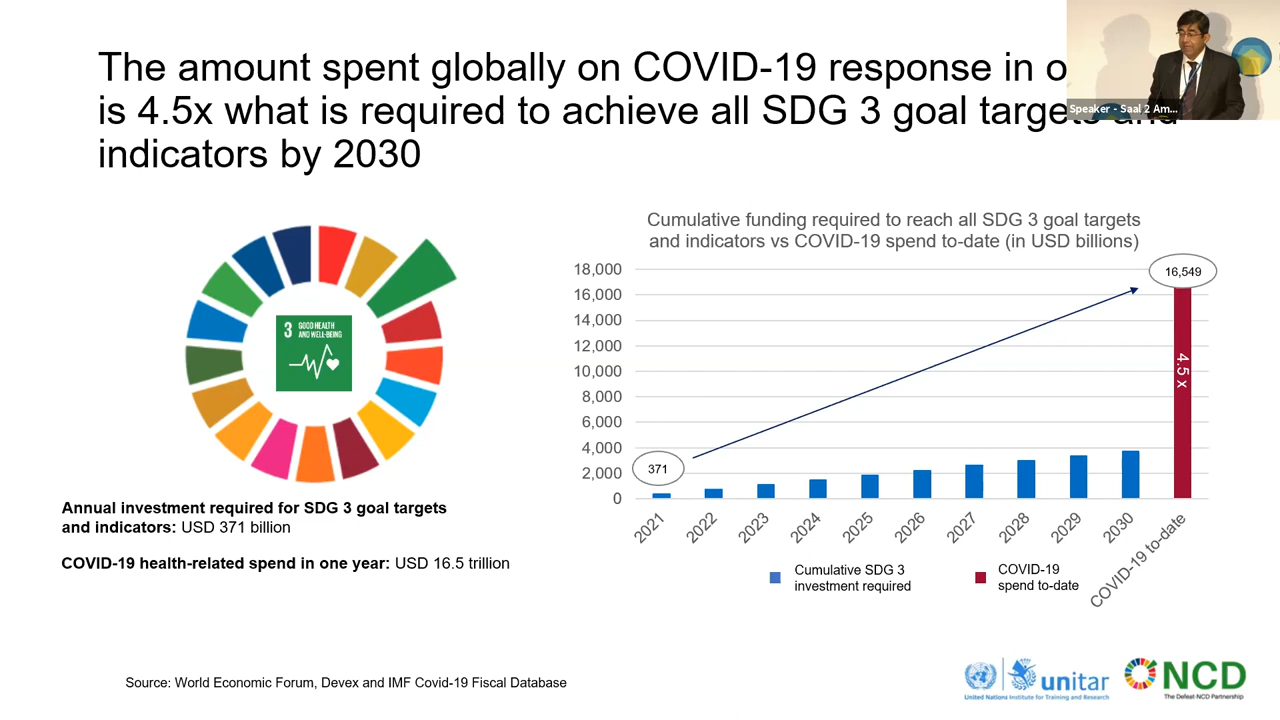 The amount spent globally on COVID-19 response in o
is 4.5x what is required to achieve all SDG 3 goal targets and
indicators by 2030
Speaker - Saal 2 Am...
3 GOOD HEALTH
AND WELL-BEING
Annual investment required for SDG 3 goal targets
and indicators: USD 371 billion
COVID-19 health-related spend in one year: USD 16.5 trillion
Cumulative funding required to reach all SDG 3 goal targets
and indicators vs COVID-19 spend to-date (in USD billions)
18,000
16,000
14,000
12,000
10,000
8,000
6,000
4,000
2,000
0
371
16,549
4.5 x
2021
2022
2023
2024
2025
2026
2027
2028
2029
2030
COVID-19 to-date
Cumulative SDG 3
investment required
COVID-19
spend to-date
Source: World Economic Forum, Devex and IMF Covid-19 Fiscal Database
unitar
United Nations Institute for Training and Research
NCD
The Defeat-NCD Partnership